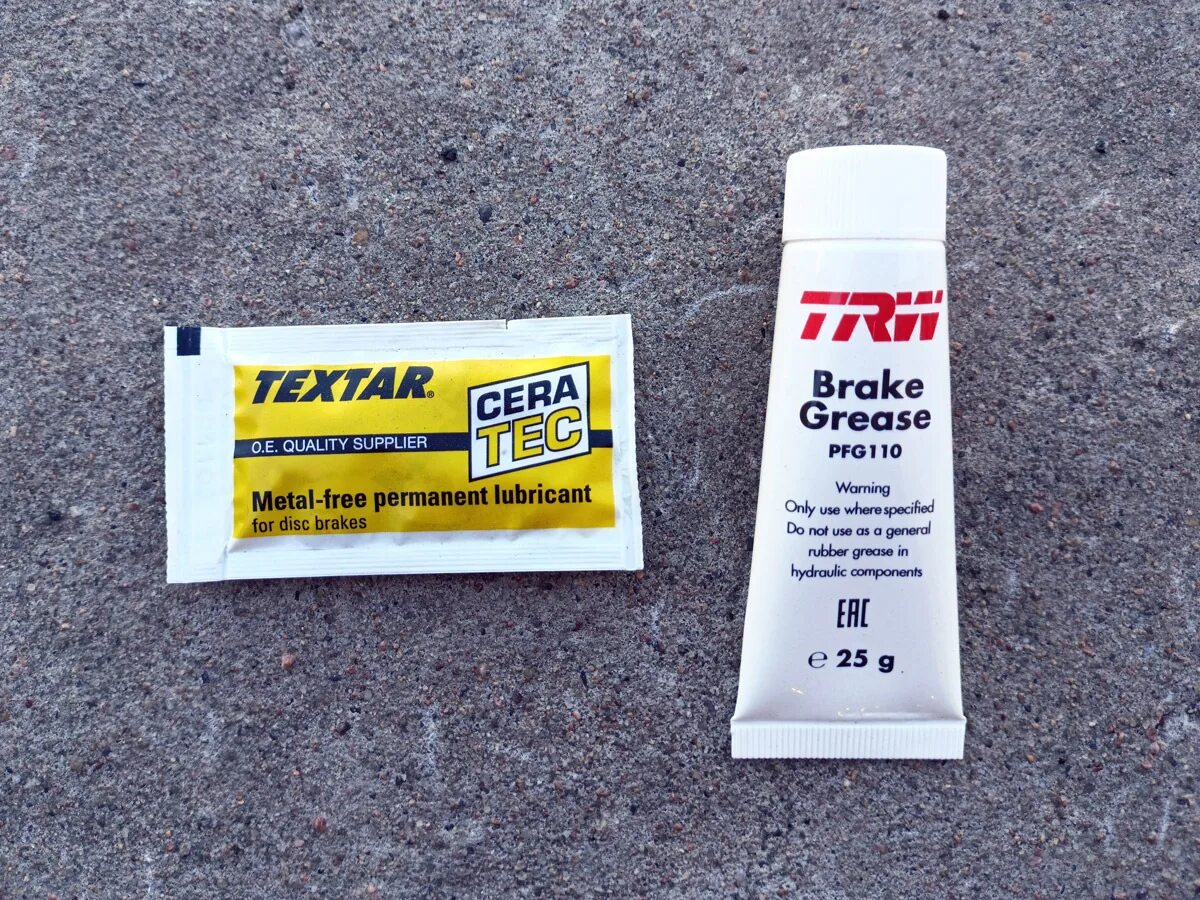 TEXTAR®
CERA
TEC
O.E. QUALITY SUPPLIER
Metal-free permanent lubricant
for disc brakes
TRW
Brake
Grease
PFG110
Warning
Only use where specified
Do not use as a general
rubber grease in
hydraulic components
EAC
℮ 25 g